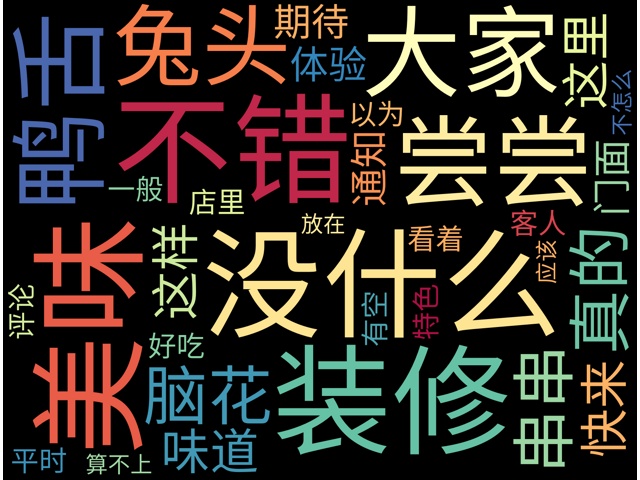 鸭舌
兔头
期待
体验
大家
这里
不怎么
不错
以为
通知
尝尝
门面
一般
店里
放在
美味
这样
没什么
看着
客人
应该
真的
评论
有空
特色
好吃
脑花
装修
串串
快来
味道
平时
算不上